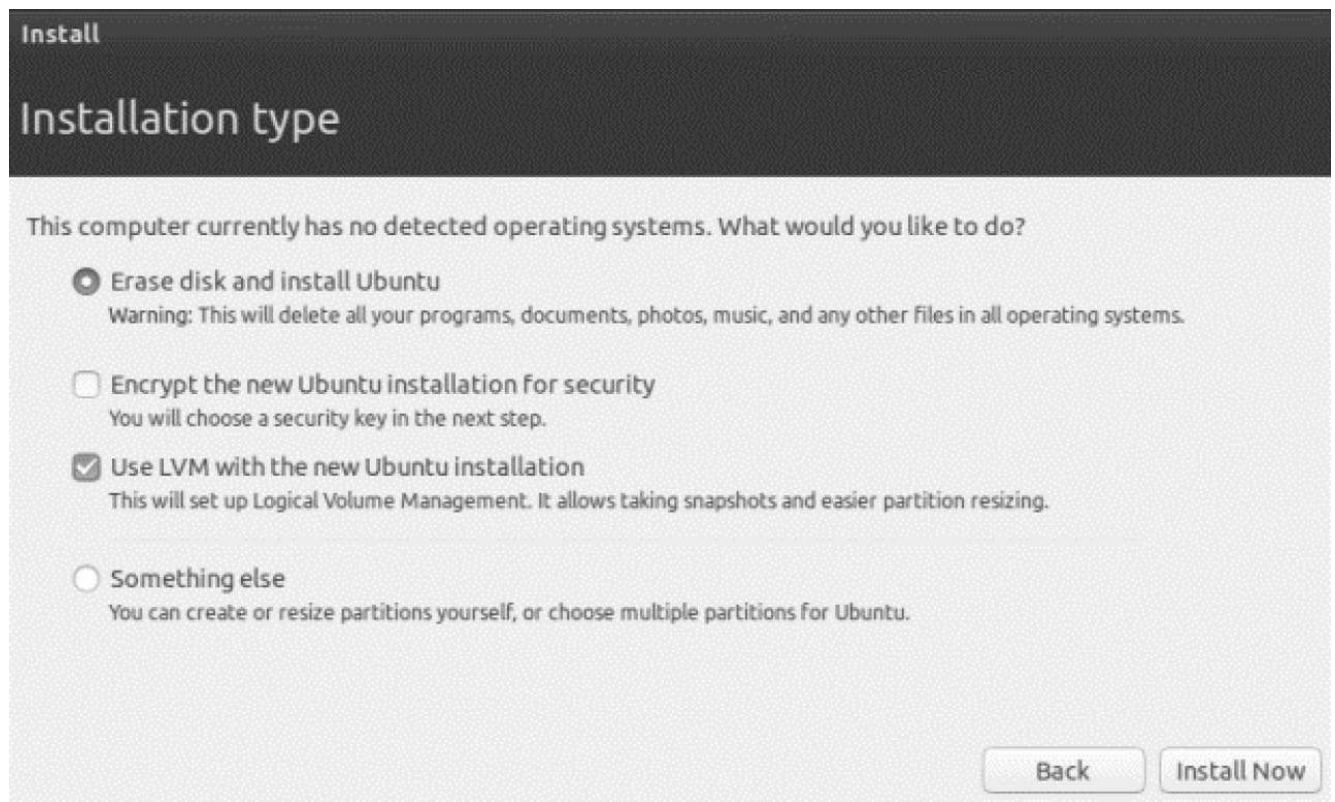 Install
Installation type
This computer currently has no detected operating systems. What would you like to do?
Erase disk and install Ubuntu
Warning: This will delete all your programs, documents, photos, music, and any other files in all operating systems.
Encrypt the new Ubuntu installation for security
You will choose a security key in the next step.
Use LVM with the new Ubuntu installation
This will set up Logical Volume Management. It allows taking snapshots and easier partition resizing.
Something else
You can create or resize partitions yourself, or choose multiple partitions for Ubuntu.
Back Install Now